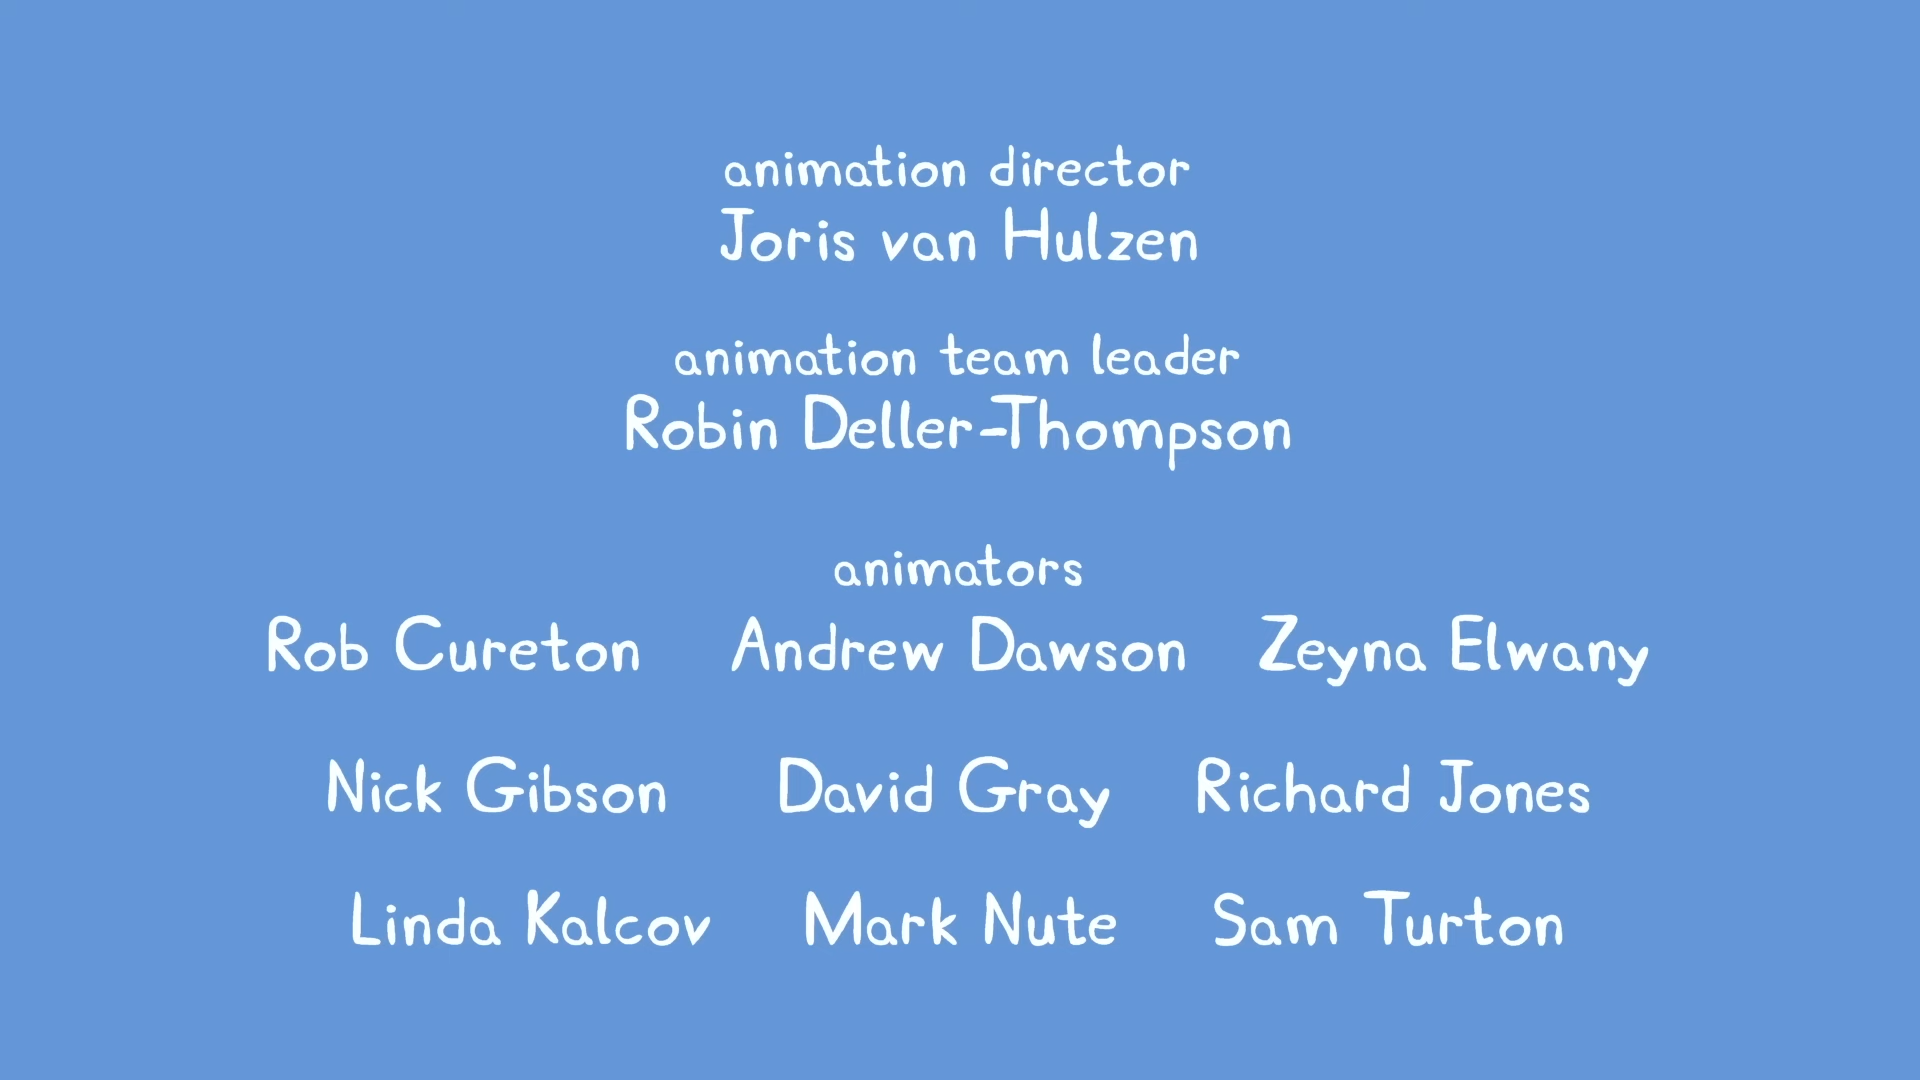 animation director
Joris van Hulzen
animation team leader
Robin Deller-Thompson
animators
Rob Cureton Andrew Dawson Zeyna Elwany
Nick Gibson David Gray Richard Jones
Linda Kalcov Mark Nute Sam Turton